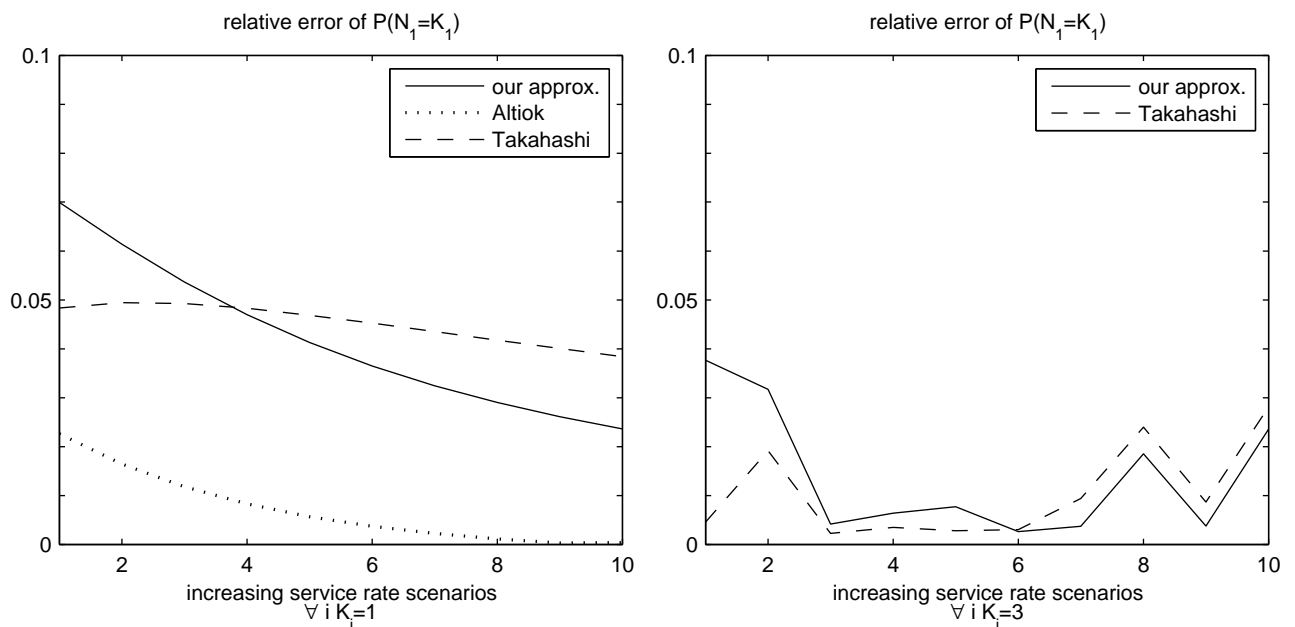 relative error of P(N₁=K₁)
0.1
0.05
0
our approx.
Altiok
Takahashi
2 4 6 8 10
increasing service rate scenarios
∀ i Kᵢ=1
relative error of P(N₁=K₁)
0.1
0.05
0
our approx.
Takahashi
2 4 6 8 10
increasing service rate scenarios
∀ i Kᵢ=3